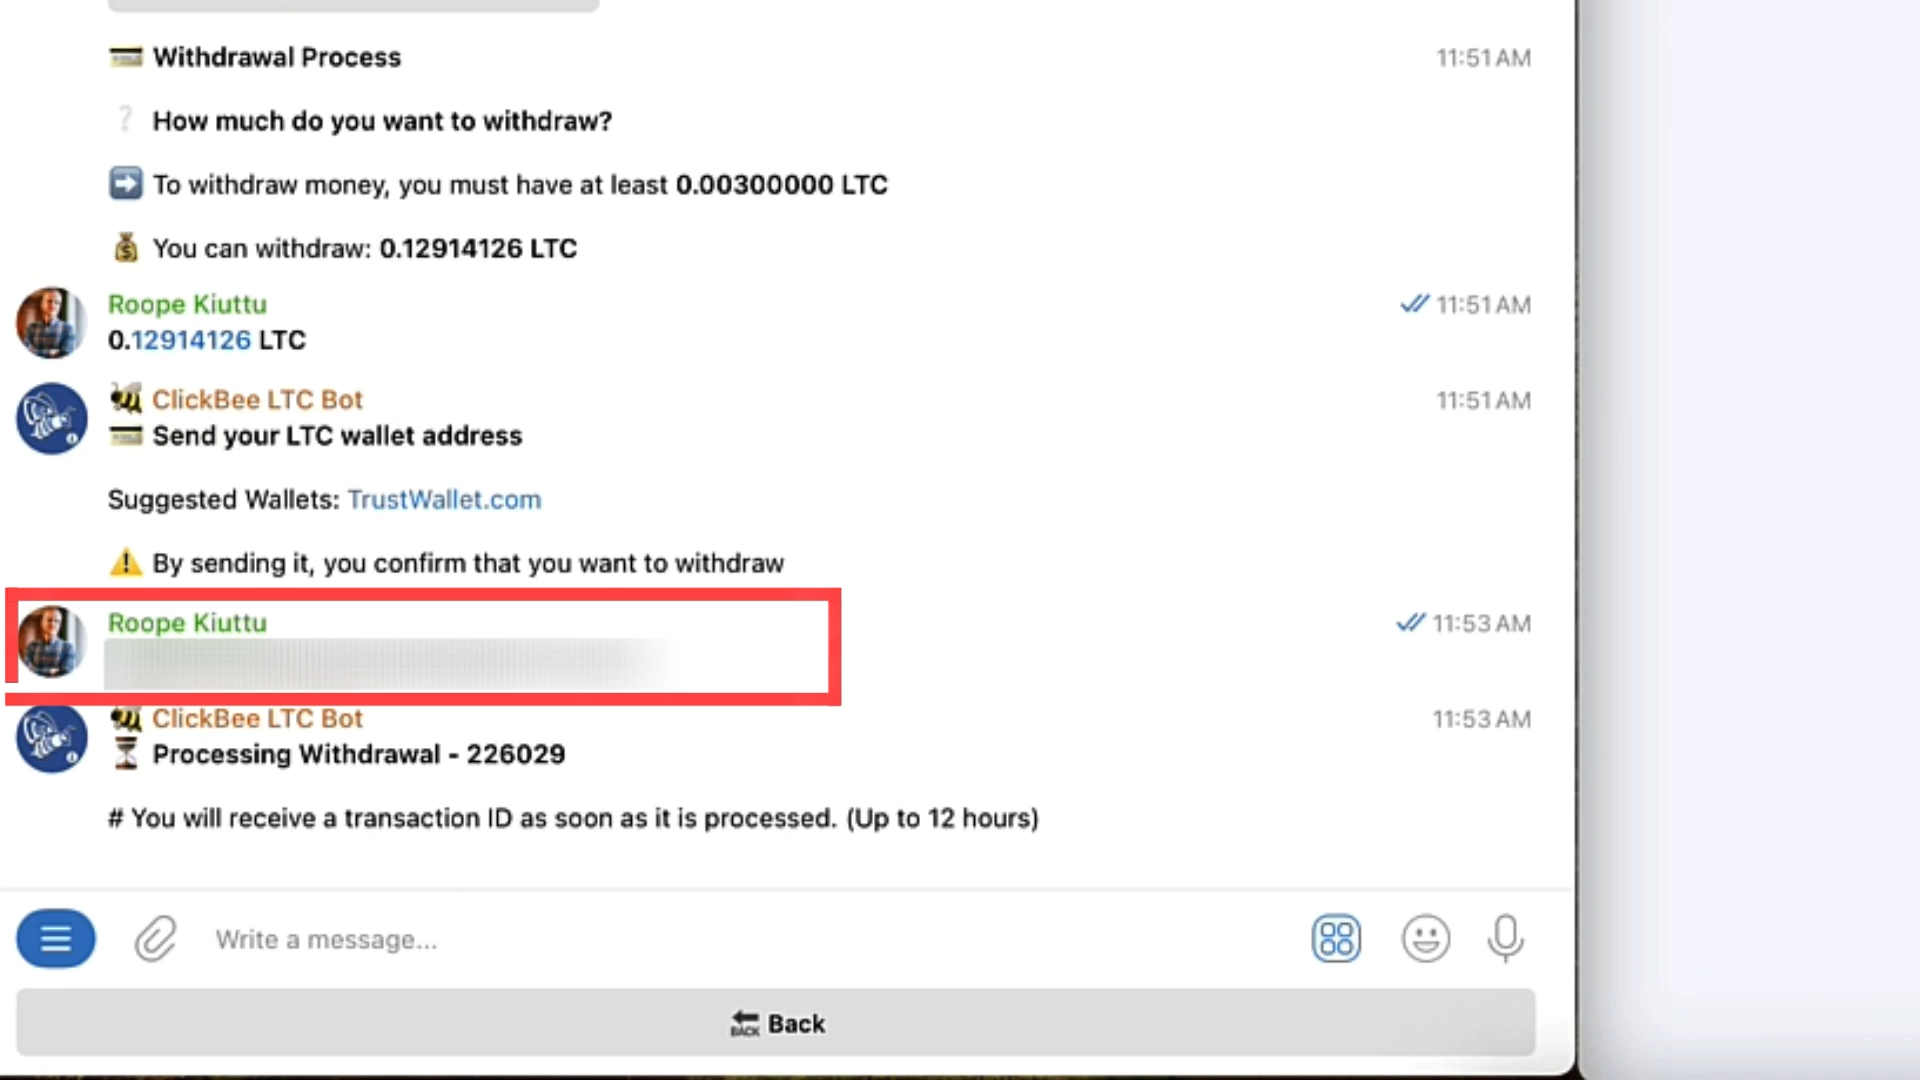 Withdrawal Process 11:51 AM
How much do you want to withdraw?
To withdraw money, you must have at least 0.00300000 LTC
You can withdraw: 0.12914126 LTC
Roope Kiuttu 11:51 AM
0.12914126 LTC
ClickBee LTC Bot 11:51 AM
Send your LTC wallet address
Suggested Wallets: TrustWallet.com
By sending it, you confirm that you want to withdraw
Roope Kiuttu 11:53 AM
ClickBee LTC Bot 11:53 AM
Processing Withdrawal - 226029
# You will receive a transaction ID as soon as it is processed. (Up to 12 hours)
Write a message...
BACK Back